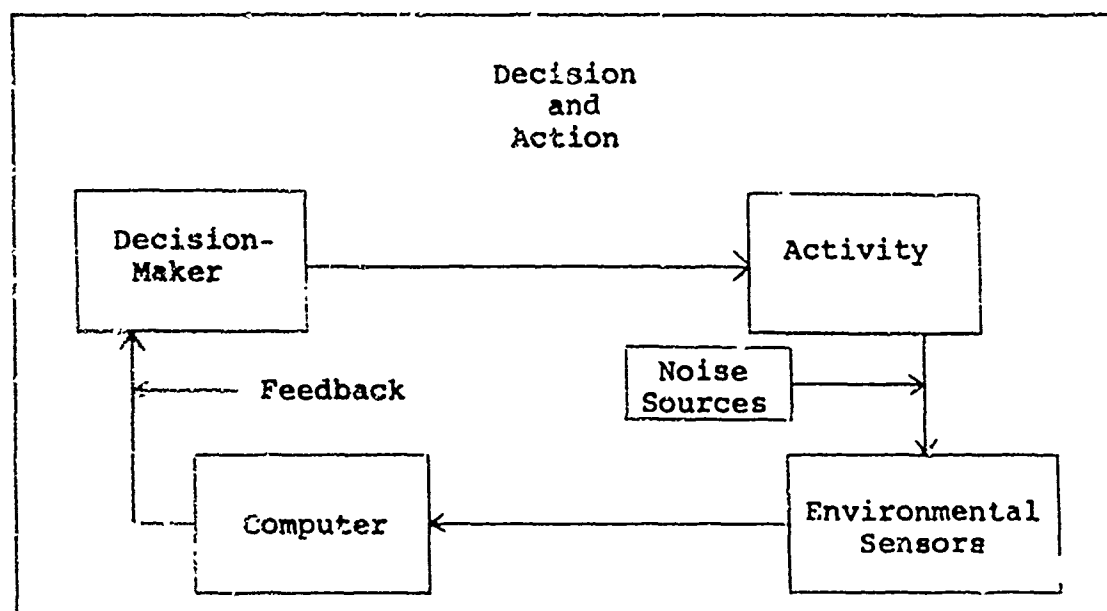 Decision
and
Action
Decision-
Maker
Activity
Noise
Sources
Feedback
Computer
Environmental
Sensors